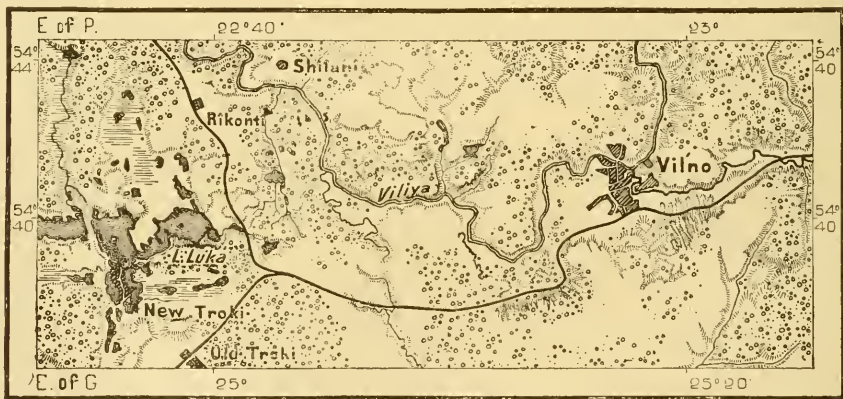 E of P.
22°40'
23°
54°
44'
54°
40
Shitani
Rikonti
Vilno
Viliya
54°
40
54°
40
L. Luka
New Troki
Old Troki
E. of G
25°
25°20'